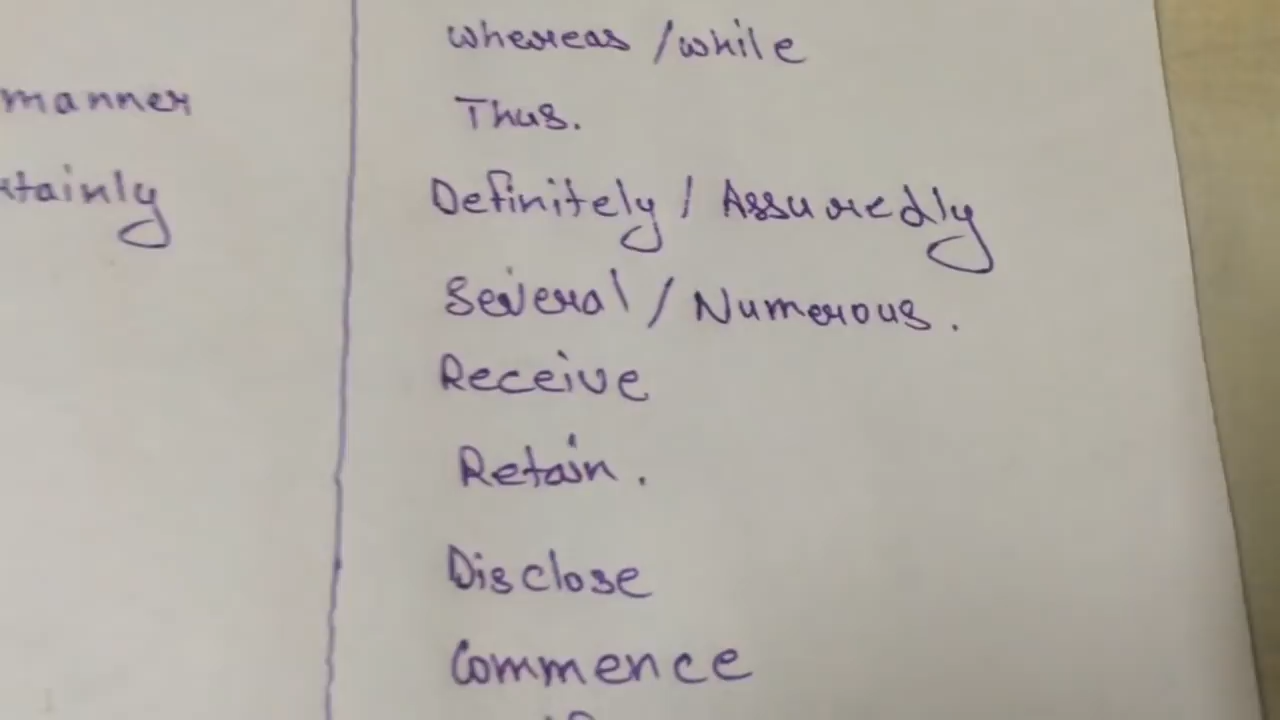 whereas / while
manner
Thus.
tainly
Definitely / Assuredly
Several / Numerous.
Receive
Retain.
Disclose
Commence